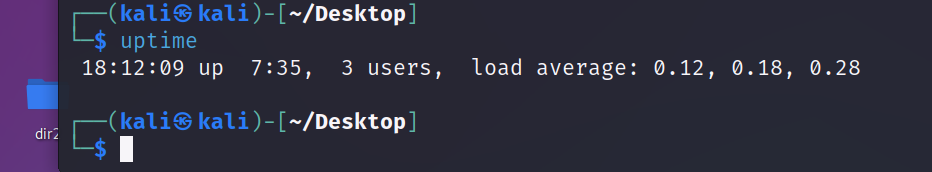 ┌──(kali㉿kali)-[~/Desktop]
└─$ uptime
 18:12:09 up  7:35,  3 users,  load average: 0.12, 0.18, 0.28
┌──(kali㉿kali)-[~/Desktop]
dir2
└─$